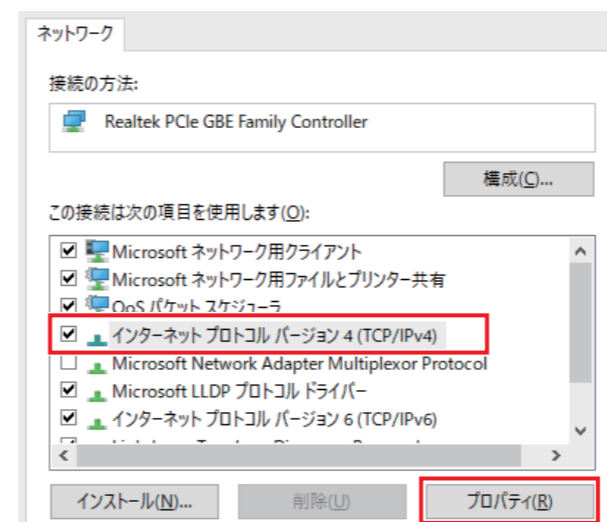 ネットワーク
接続の方法:
Realtek PCIe GBE Family Controller
構成(C)...
この接続は次の項目を使用します(O):
Microsoft ネットワーク用クライアント
Microsoft ネットワーク用ファイルとプリンター共有
QoS パケット スケジューラ
インターネット プロトコル バージョン 4 (TCP/IPv4)
Microsoft Network Adapter Multiplexor Protocol
Microsoft LLDP プロトコル ドライバー
インターネット プロトコル バージョン 6 (TCP/IPv6)
インストール(N)... 削除(U) プロパティ(R)